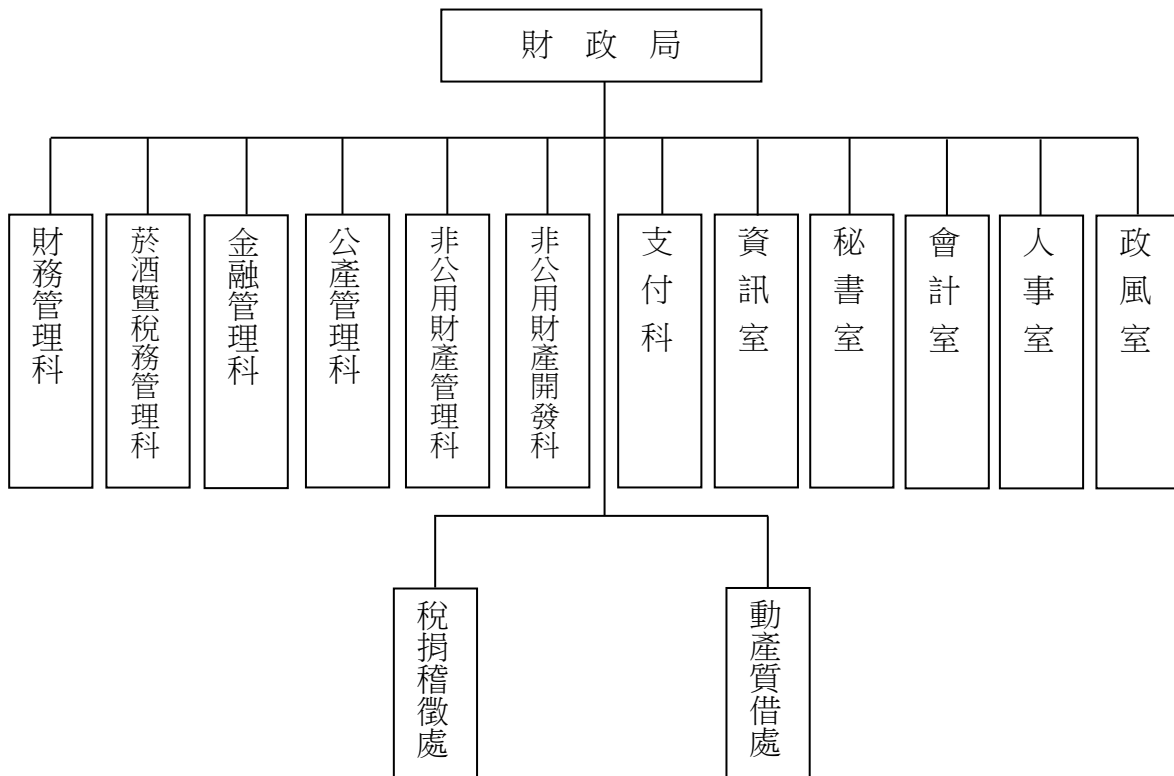 財政局
財務管理科
菸酒暨稅務管理科
金融管理科
公產管理科
非公用財產管理科
非公用財產開發科
支付科
資訊室
秘書室
會計室
人事室
政風室
稅捐稽徵處
動產質借處